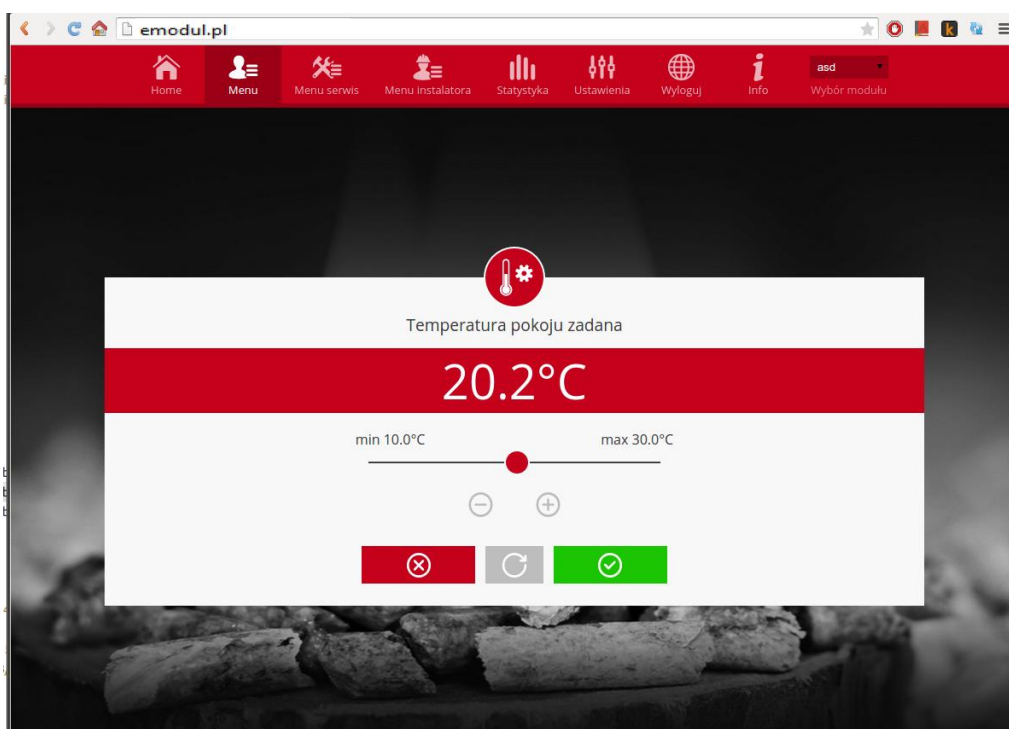 emodul.pl
Home
Menu
Menu serwis
Menu instalatora
Statystyka
Ustawienia
Wyloguj
Info
asd
Wybór modułu
Temperatura pokoju zadana
20.2°C
min 10.0°C max 30.0°C